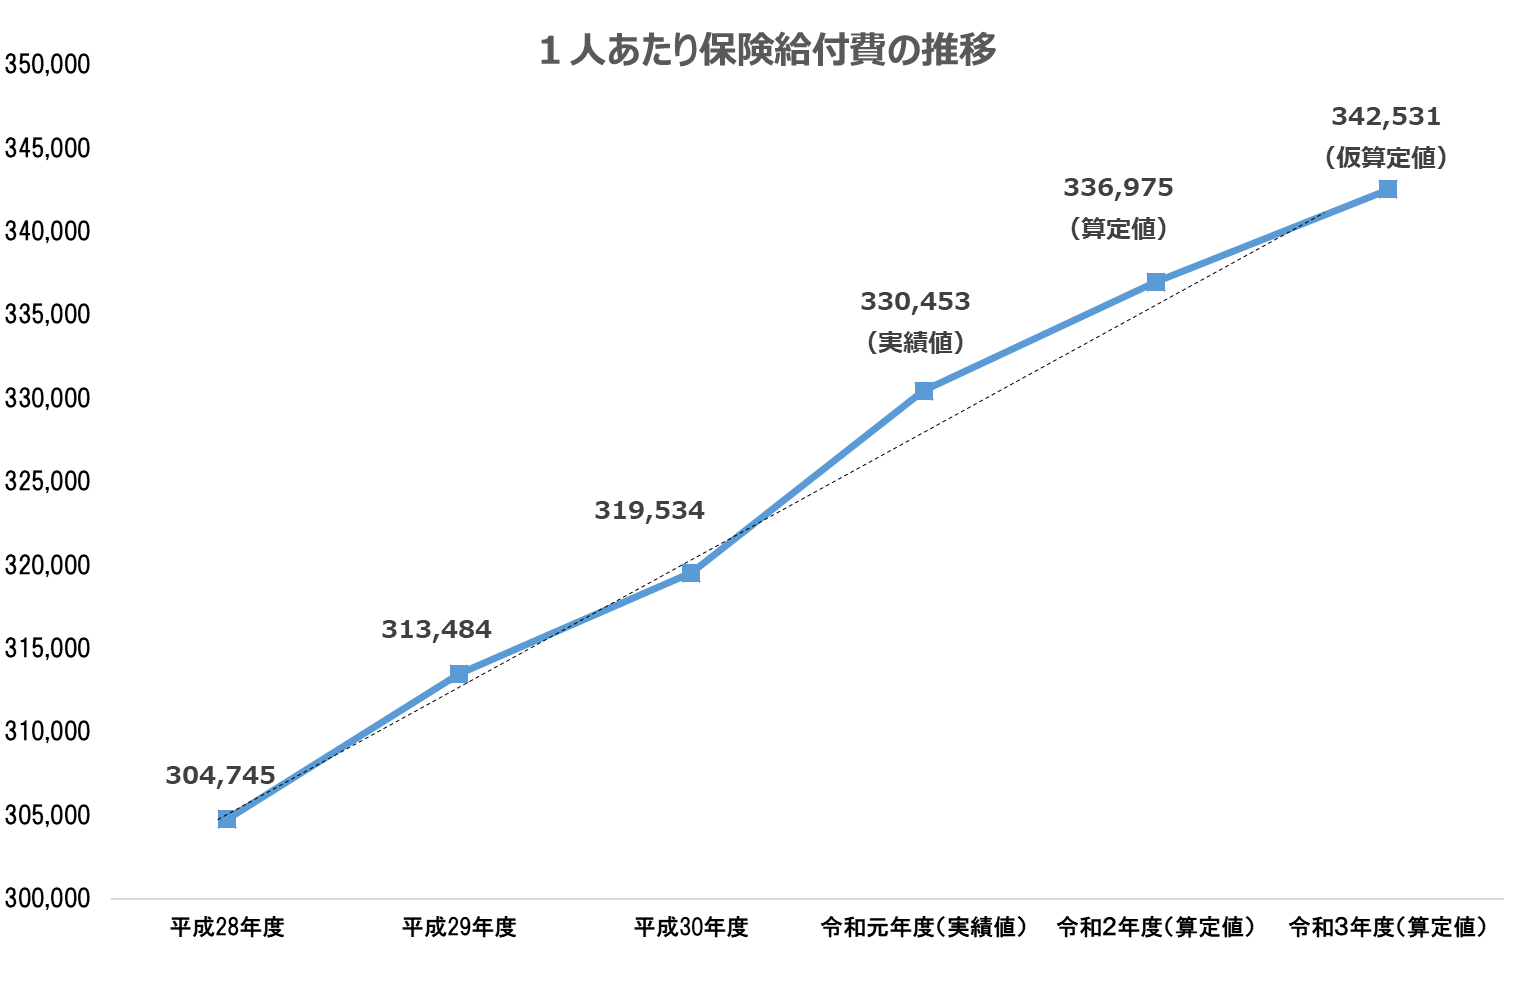 １人あたり保険給付費の推移
350,000
345,000
340,000
335,000
330,000
325,000
320,000
315,000
310,000
305,000
300,000
304,745
313,484
319,534
330,453
（実績値）
336,975
（算定値）
342,531
（仮算定値）
平成28年度
平成29年度
平成30年度
令和元年度（実績値）
令和２年度（算定値）
令和３年度（算定値）